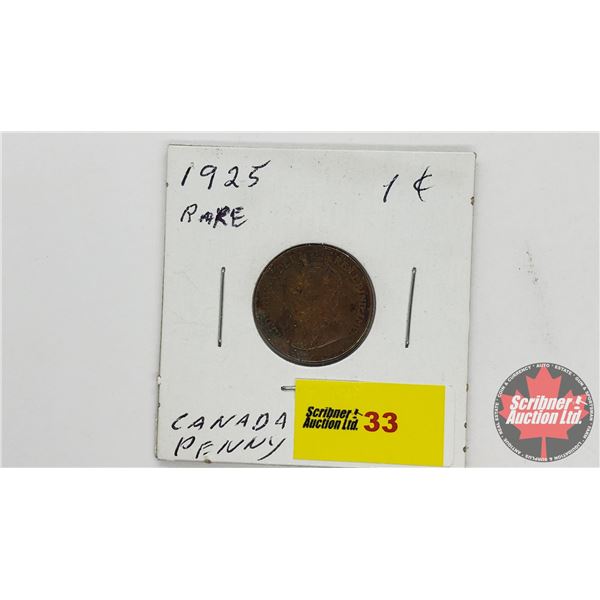 1925 1¢
RARE
CANADA
PENNY
Scribner
Auction Ltd. 33
Scribner
Auction Ltd.